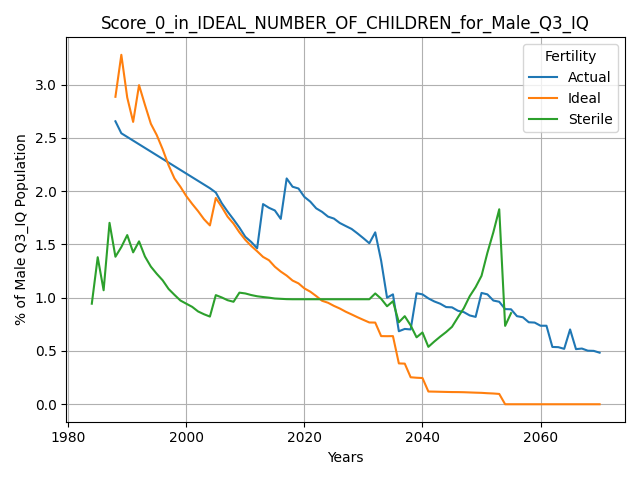 Score_0_in_IDEAL_NUMBER_OF_CHILDREN_for_Male_Q3_IQ
Fertility
Actual
Ideal
Sterile
% of Male Q3_IQ Population
3.0
2.5
2.0
1.5
1.0
0.5
0.0
1980
2000
2020
2040
2060
Years